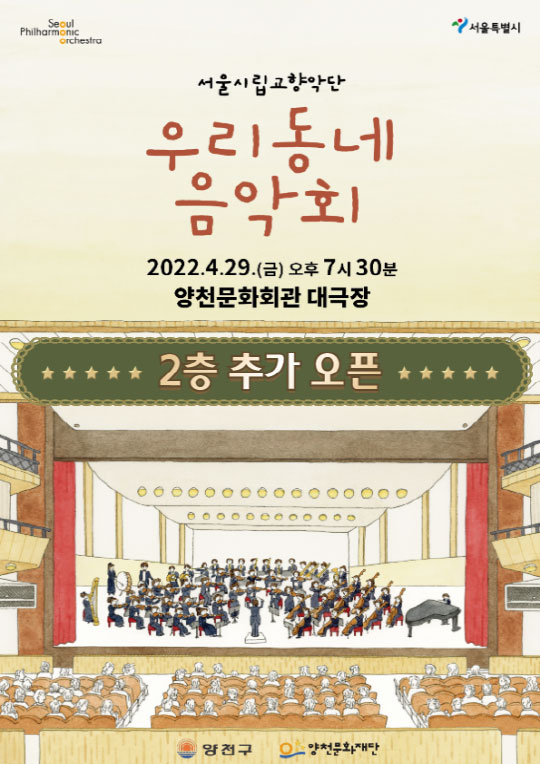 Seoul
Philharmonic
orchestra
서울특별시
서울시립교향악단
우리동네
음악회
2022.4.29.(금) 오후 7시 30분
양천문화회관 대극장
2층 추가 오픈
양천구
양천문화재단